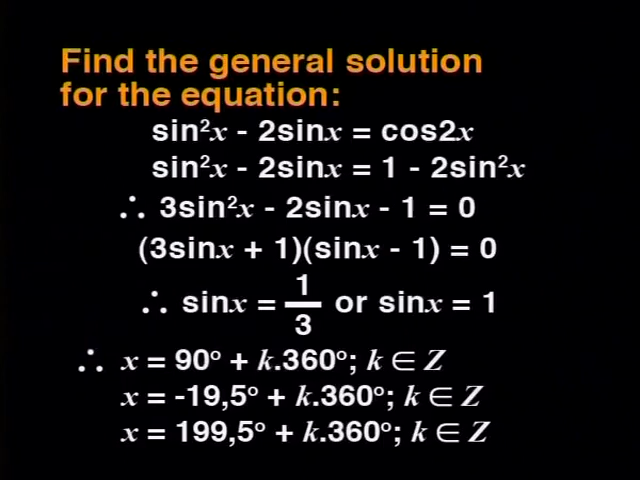 Find the general solution
for the equation:
sin²x - 2sinx = cos2x
sin²x - 2sinx = 1 - 2sin²x
∴ 3sin²x - 2sinx - 1 = 0
(3sinx + 1)(sinx - 1) = 0
∴ sinx = 1/3 or sinx = 1
∴ x = 90° + k.360°; k ∈ Z
x = -19,5° + k.360°; k ∈ Z
x = 199,5° + k.360°; k ∈ Z